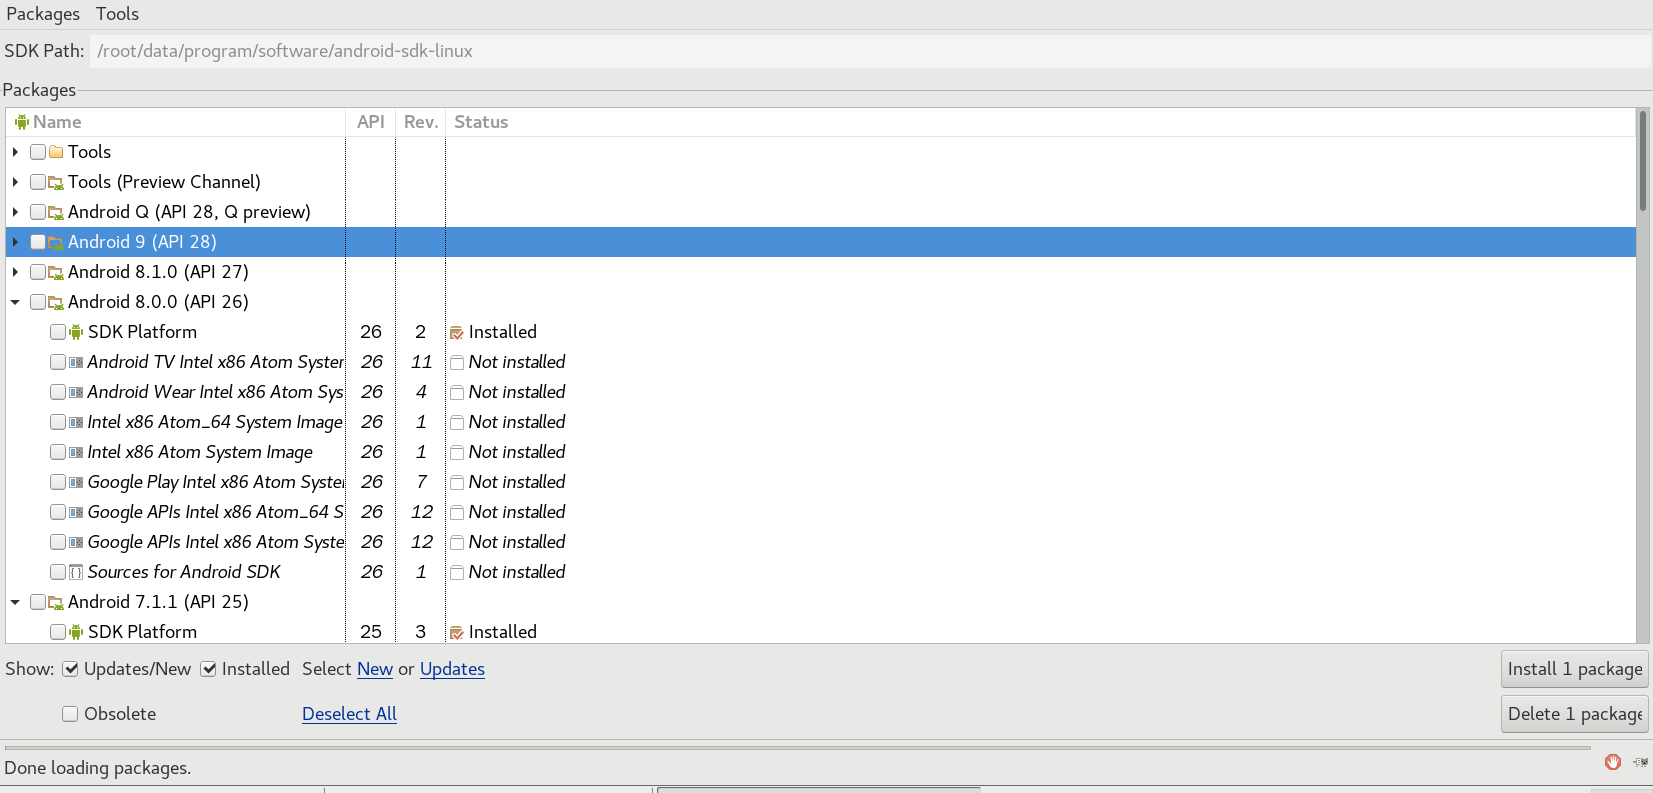 Packages Tools
SDK Path: /root/data/program/software/android-sdk-linux
Packages
Name API Rev. Status
Tools
Tools (Preview Channel)
Android Q (API 28, Q preview)
Android 9 (API 28)
Android 8.1.0 (API 27)
Android 8.0.0 (API 26)
SDK Platform 26 2 Installed
Android TV Intel x86 Atom System 26 11 Not installed
Android Wear Intel x86 Atom Sys 26 4 Not installed
Intel x86 Atom_64 System Image 26 1 Not installed
Intel x86 Atom System Image 26 1 Not installed
Google Play Intel x86 Atom Syste 26 7 Not installed
Google APIs Intel x86 Atom_64 S 26 12 Not installed
Google APIs Intel x86 Atom Syste 26 12 Not installed
Sources for Android SDK 26 1 Not installed
Android 7.1.1 (API 25)
SDK Platform 25 3 Installed
Show: Updates/New Installed Select New or Updates Install 1 package
Obsolete Deselect All Delete 1 package
Done loading packages.